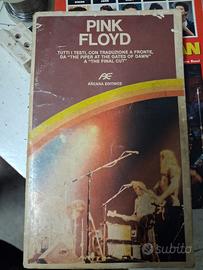 PINK
FLOYD
TUTTI I TESTI, CON TRADUZIONE A FRONTE,
DA "THE PIPER AT THE GATES OF DAWN"
A "THE FINAL CUT"
ARCANA EDITRICE
subito